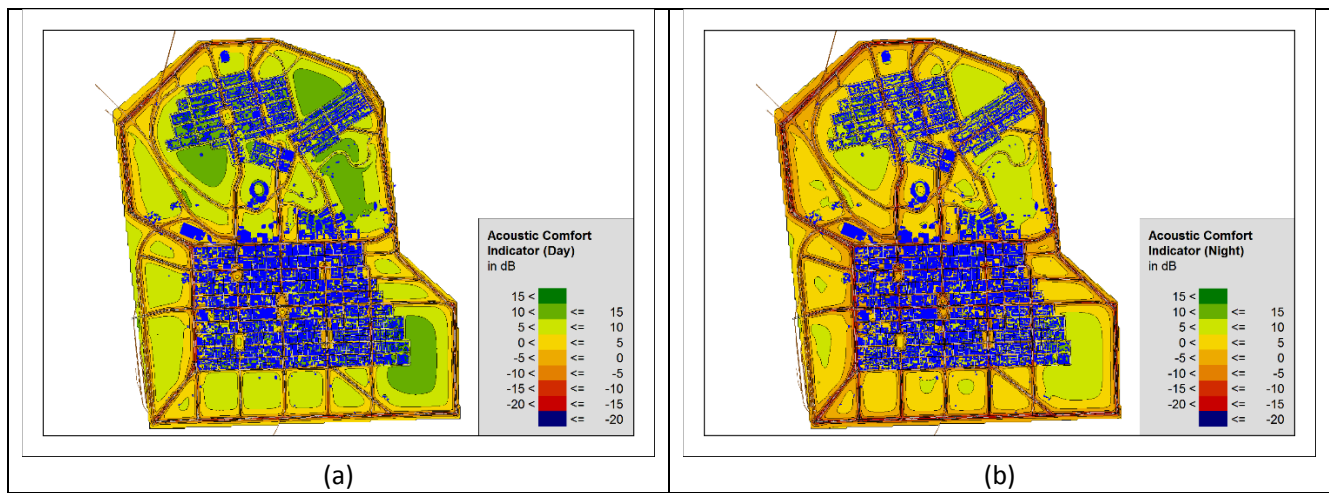 Acoustic Comfort
Indicator (Day)
in dB
15 <
10 < <= 15
5 < <= 10
0 < <= 5
-5 < <= 0
-10 < <= -5
-15 < <= -10
-20 < <= -15
<= -20
(a)
Acoustic Comfort
Indicator (Night)
in dB
15 <
10 < <= 15
5 < <= 10
0 < <= 5
-5 < <= 0
-10 < <= -5
-15 < <= -10
-20 < <= -15
<= -20
(b)